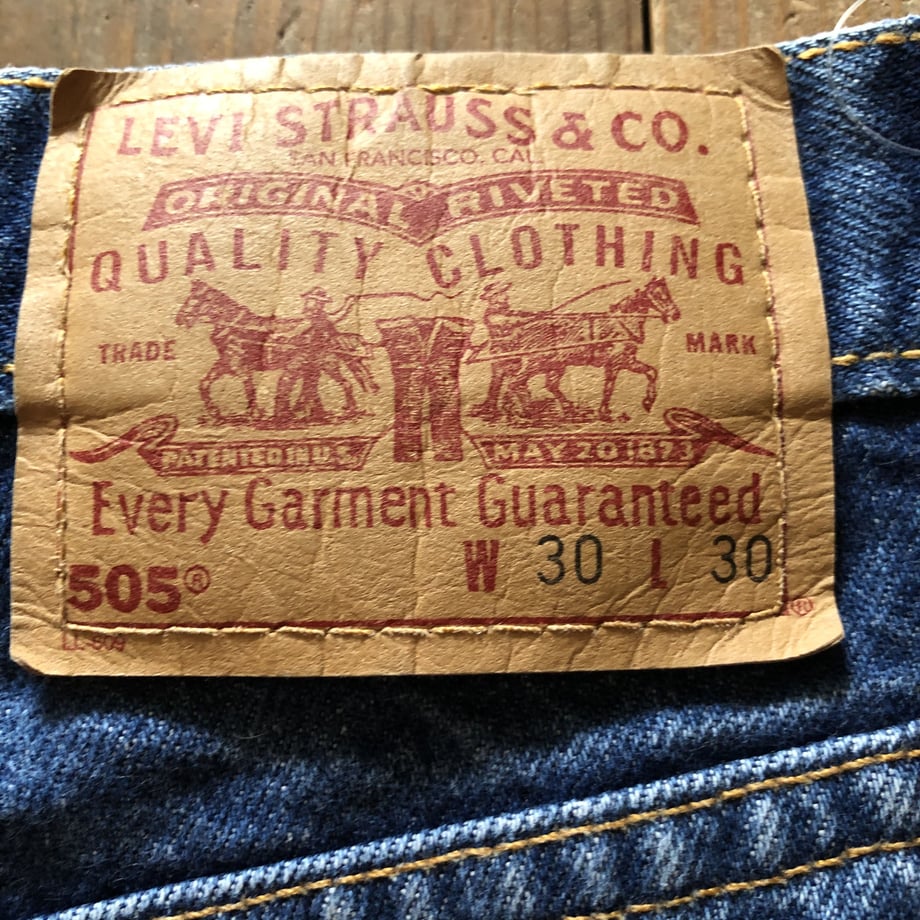 LEVI STRAUSS & CO.
SAN FRANCISCO, CAL.
ORIGINAL RIVETED
QUALITY CLOTHING
TRADE MARK
PATENTED IN U.S. MAY 20 1873
Every Garment Guaranteed
505® W 30 L 30
®